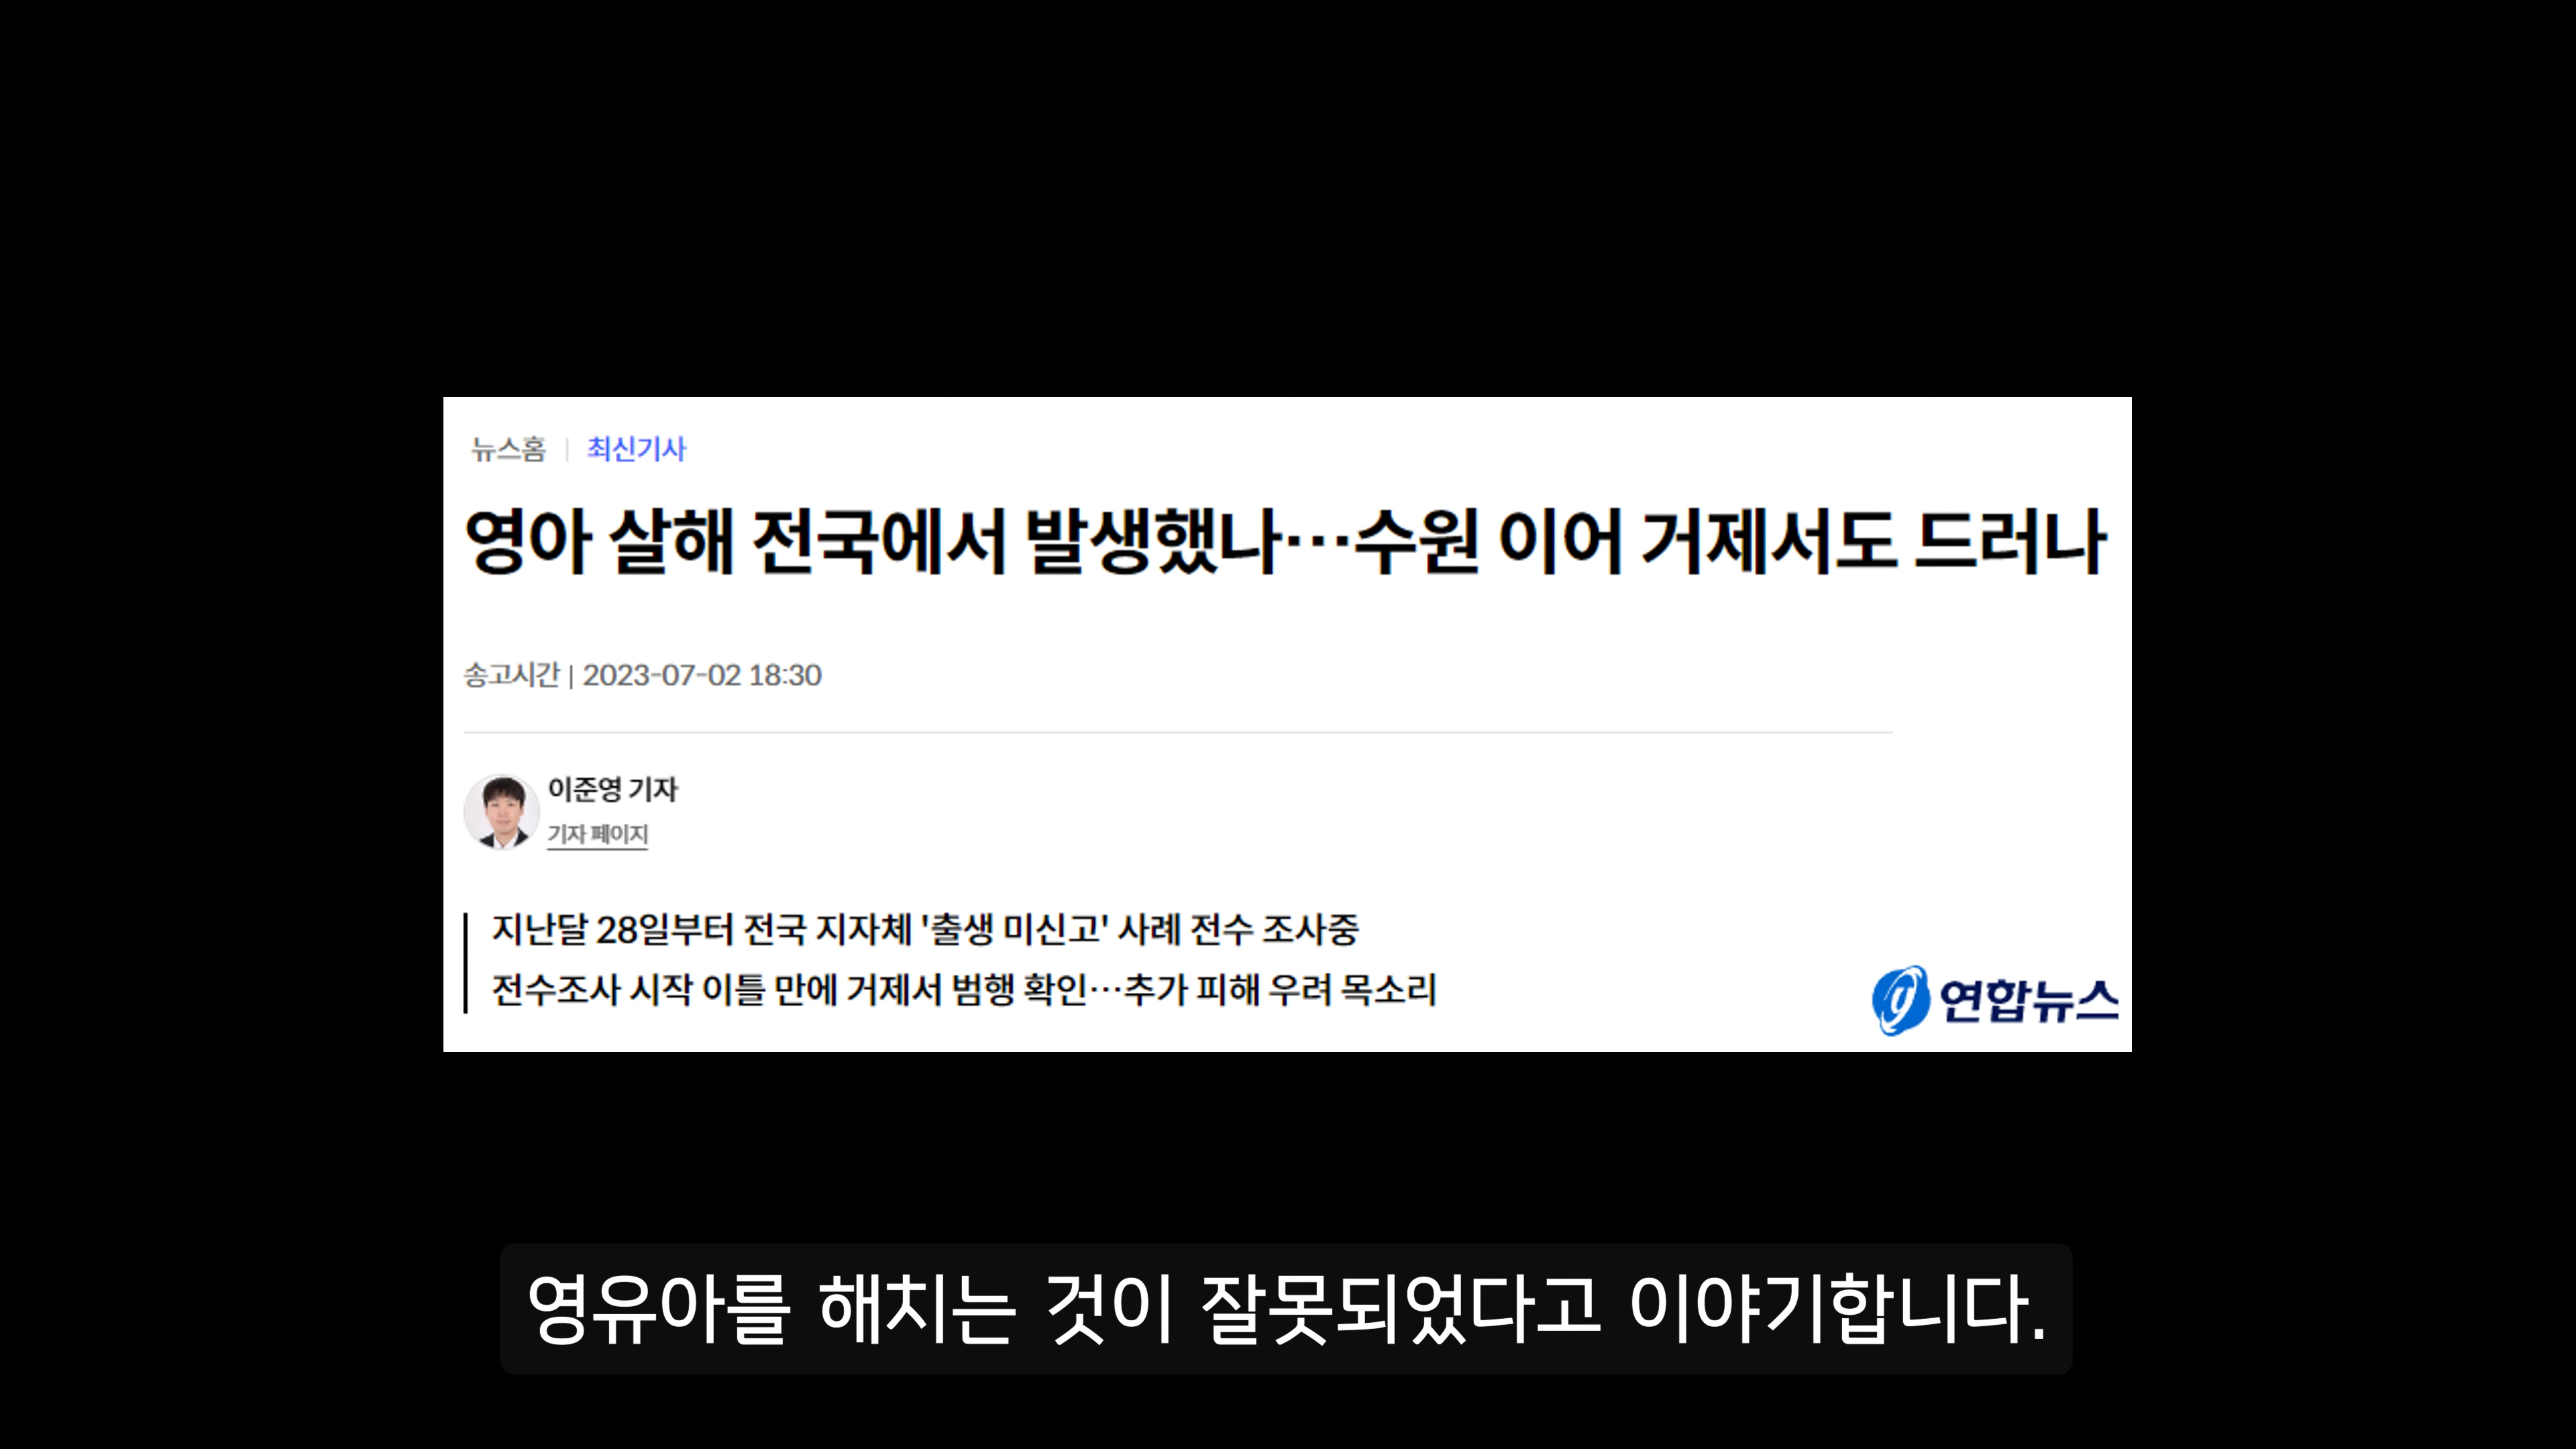 뉴스홈 | 최신기사
영아 살해 전국에서 발생했나…수원 이어 거제서도 드러나
송고시간 | 2023-07-02 18:30
이준영 기자
기자 페이지
지난달 28일부터 전국 지자체 '출생 미신고' 사례 전수 조사중
전수조사 시작 이틀 만에 거제서 범행 확인…추가 피해 우려 목소리
연합뉴스
영유아를 해치는 것이 잘못되었다고 이야기합니다.